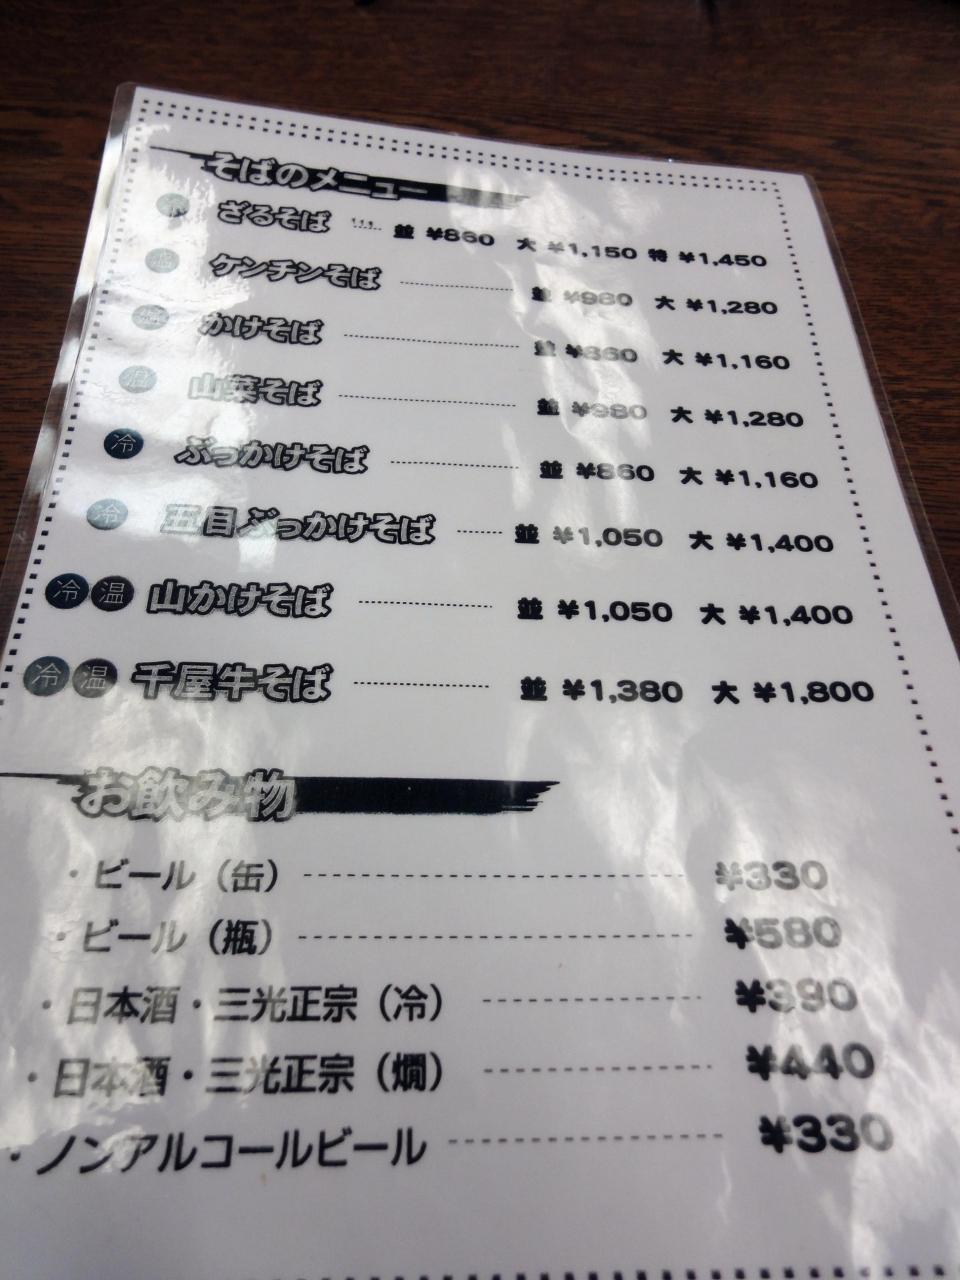 そばのメニュー
冷 ざるそば 並 ¥860 大 ¥1,150 特 ¥1,450
温 ケンチンそば 並 ¥980 大 ¥1,280
温 かけそば 並 ¥860 大 ¥1,160
温 山菜そば 並 ¥980 大 ¥1,280
冷 ぶっかけそば 並 ¥860 大 ¥1,160
冷 五目ぶっかけそば 並 ¥1,050 大 ¥1,400
冷 温 山かけそば 並 ¥1,050 大 ¥1,400
冷 温 千屋牛そば 並 ¥1,380 大 ¥1,800
お飲み物
・ビール（缶） ¥330
・ビール（瓶） ¥580
・日本酒・三光正宗（冷） ¥390
・日本酒・三光正宗（燗） ¥440
・ノンアルコールビール ¥330